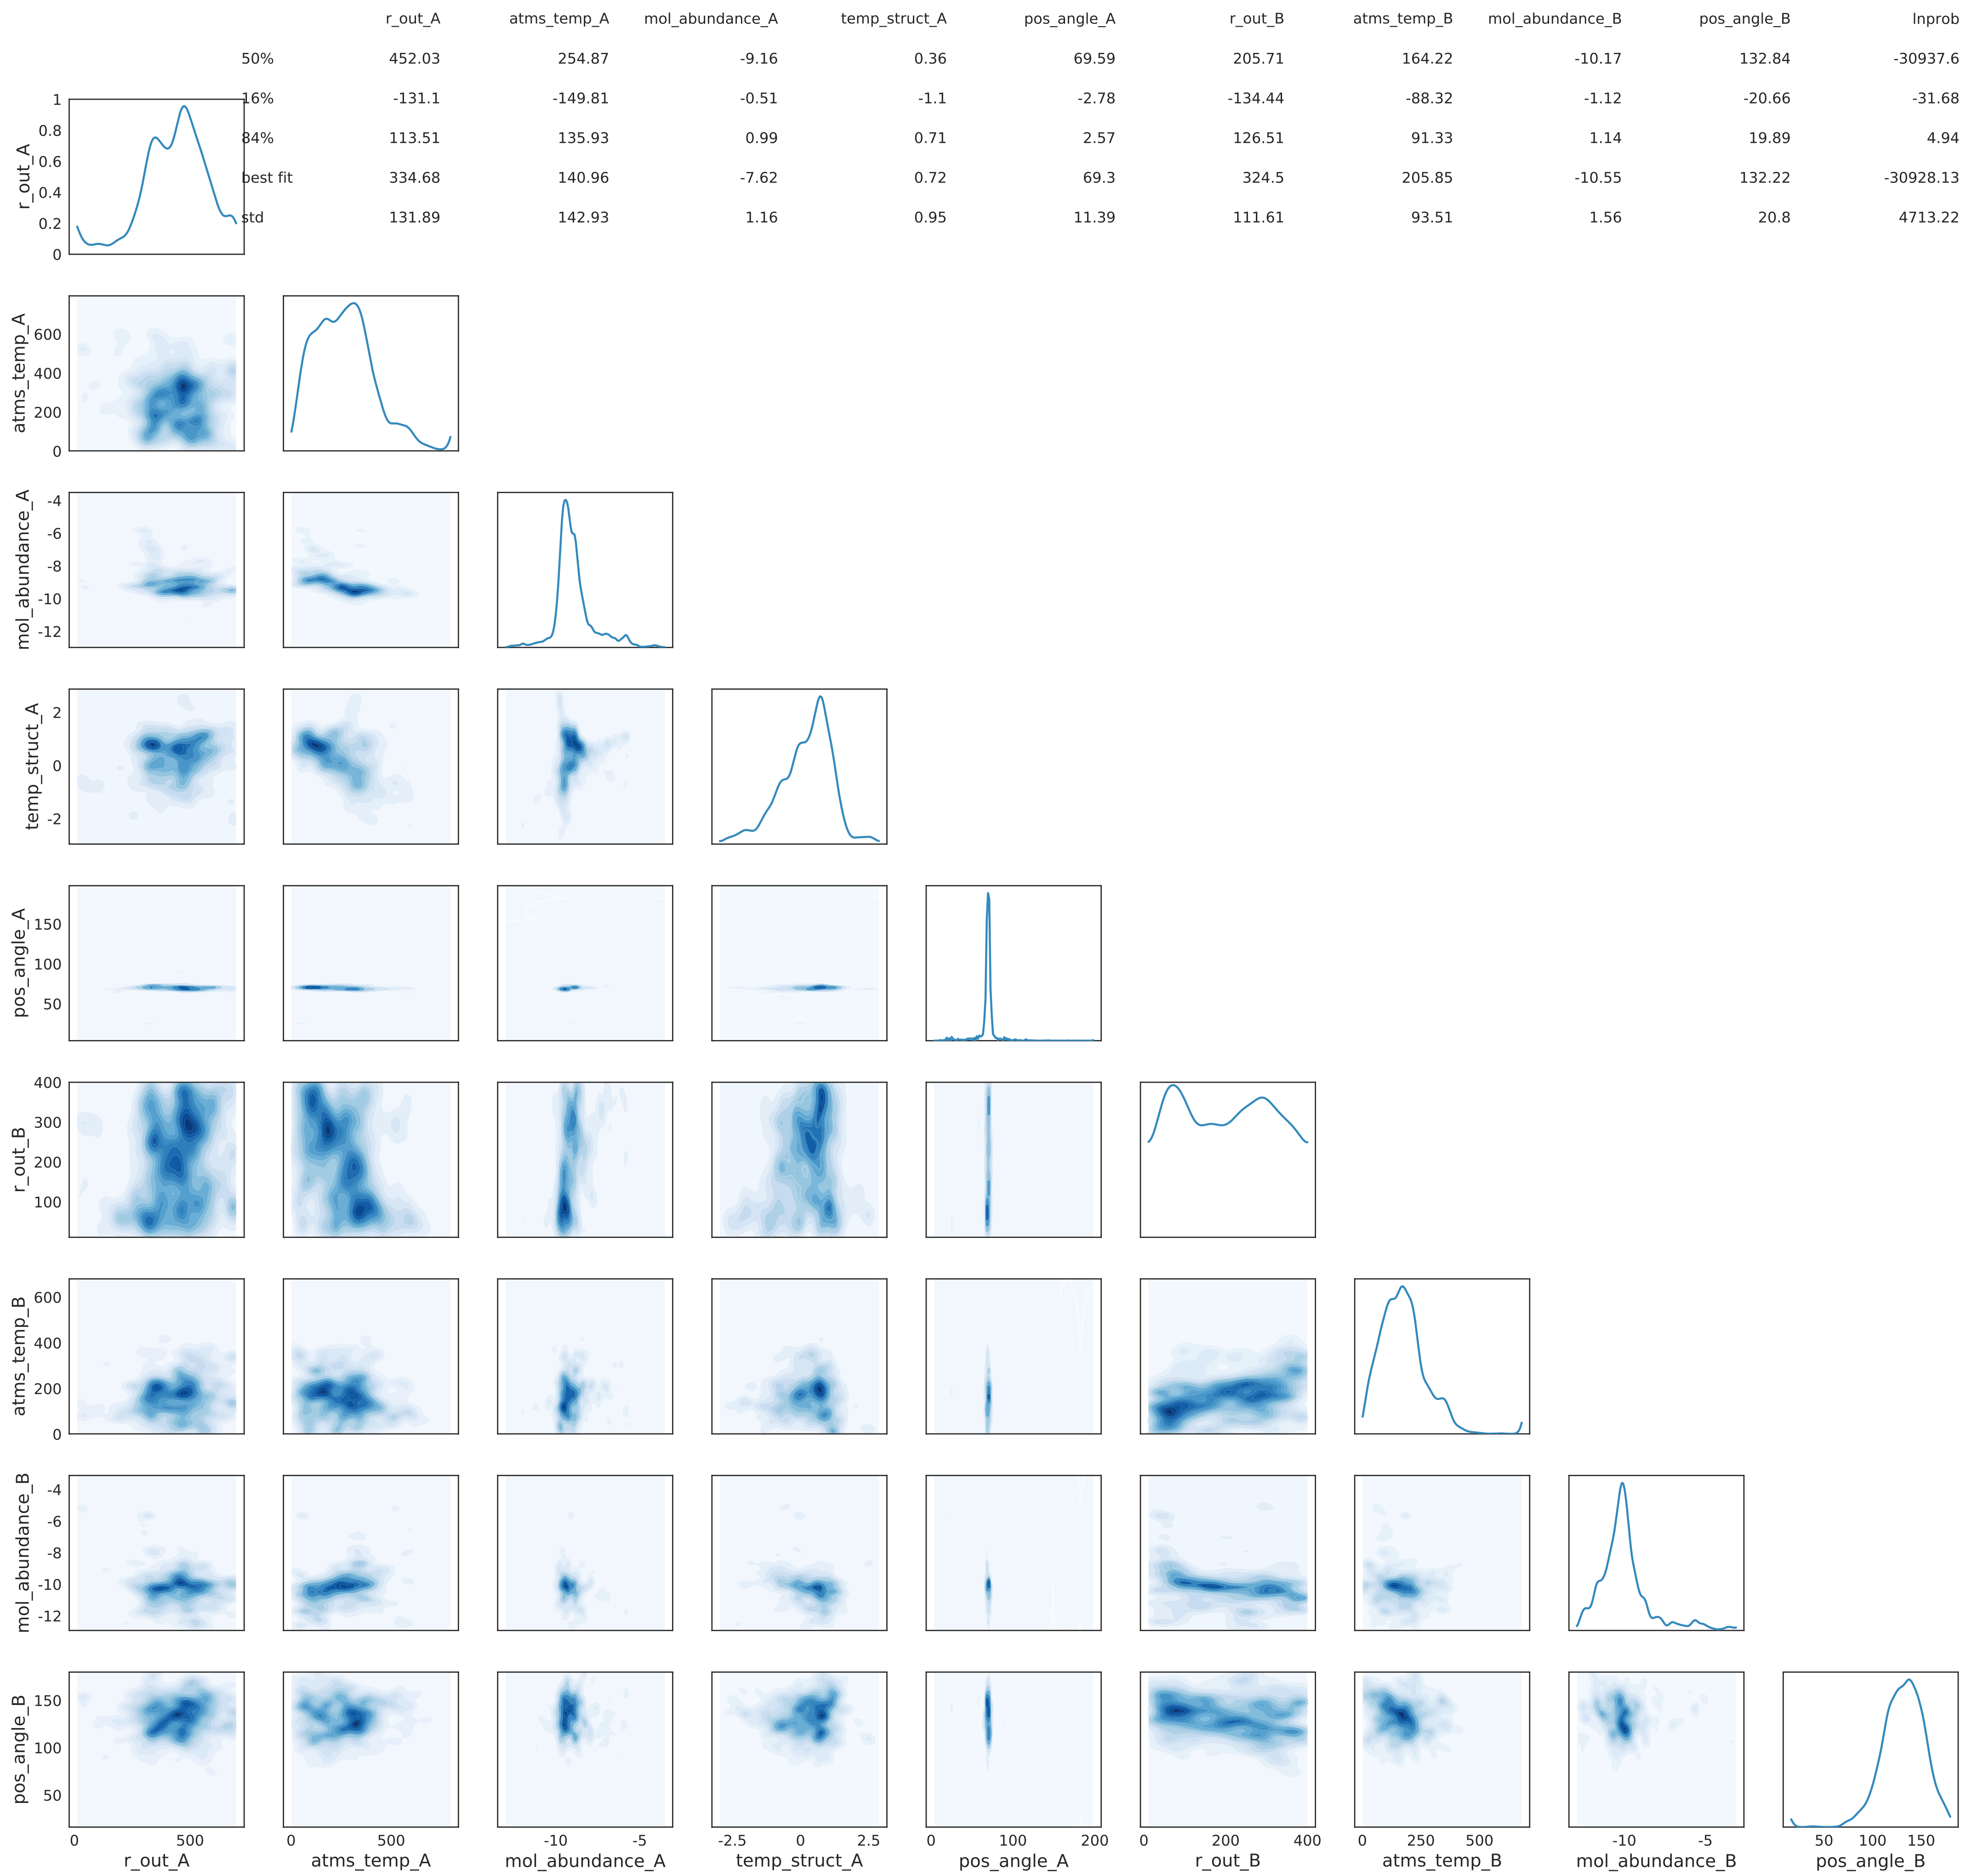 r_out_A atms_temp_A mol_abundance_A temp_struct_A pos_angle_A r_out_B atms_temp_B mol_abundance_B pos_angle_B lnprob
50% 452.03 254.87 -9.16 0.36 69.59 205.71 164.22 -10.17 132.84 -30937.6
16% -131.1 -149.81 -0.51 -1.1 -2.78 -134.44 -88.32 -1.12 -20.66 -31.68
84% 113.51 135.93 0.99 0.71 2.57 126.51 91.33 1.14 19.89 4.94
best fit 334.68 140.96 -7.62 0.72 69.3 324.5 205.85 -10.55 132.22 -30928.13
std 131.89 142.93 1.16 0.95 11.39 111.61 93.51 1.56 20.8 4713.22
r_out_A
1
0.8
0.6
0.4
0.2
0
atms_temp_A
600
400
200
0
mol_abundance_A
-4
-6
-8
-10
-12
temp_struct_A
2
0
-2
pos_angle_A
150
100
50
r_out_B
400
300
200
100
atms_temp_B
600
400
200
0
mol_abundance_B
-4
-6
-8
-10
-12
pos_angle_B
150
100
50
0 500 0 500 -10 -5 -2.5 0 2.5 0 100 200 0 200 400 0 250 500 -10 -5 50 100 150
r_out_A atms_temp_A mol_abundance_A temp_struct_A pos_angle_A r_out_B atms_temp_B mol_abundance_B pos_angle_B